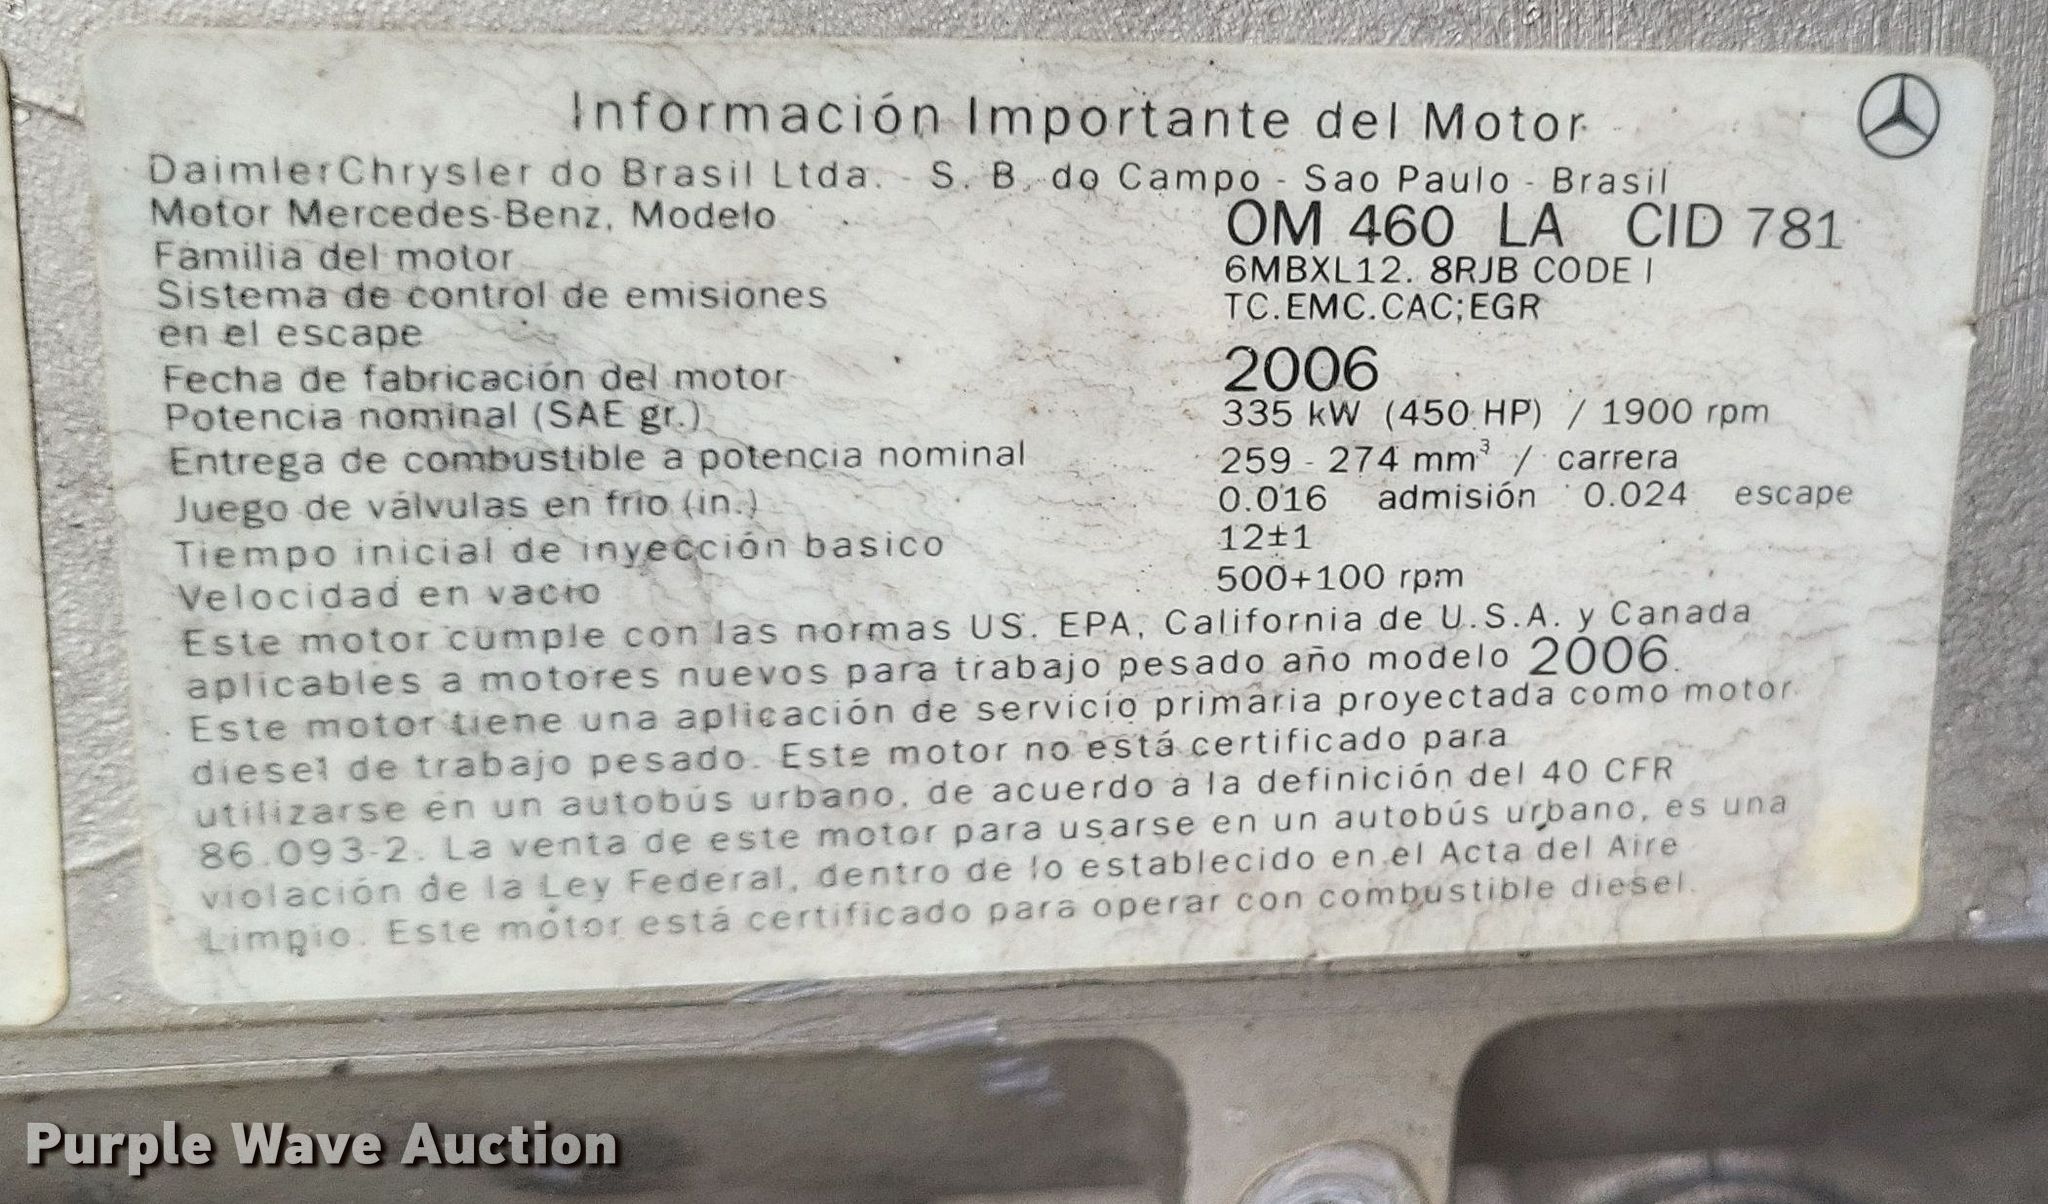 Información Importante del Motor
DaimlerChrysler do Brasil Ltda. - S. B. do Campo - Sao Paulo - Brasil
Motor Mercedes-Benz, Modelo OM 460 LA CID 781
Familia del motor 6MBXL12. 8RJB CODE I
Sistema de control de emisiones TC.EMC.CAC;EGR
en el escape
Fecha de fabricación del motor 2006
Potencia nominal (SAE gr.) 335 kW (450 HP) / 1900 rpm
Entrega de combustible a potencia nominal 259 - 274 mm³ / carrera
Juego de válvulas en frio (in.) 0.016 admisión 0.024 escape
Tiempo inicial de inyección basico 12±1
Velocidad en vacio 500+100 rpm
Este motor cumple con las normas US. EPA, California de U.S.A. y Canada
aplicables a motores nuevos para trabajo pesado año modelo 2006.
Este motor tiene una aplicación de servicio primaria proyectada como motor
diesel de trabajo pesado. Este motor no está certificado para
utilizarse en un autobús urbano, de acuerdo a la definición del 40 CFR
86.093-2. La venta de este motor para usarse en un autobús urbano, es una
violación de la Ley Federal, dentro de lo establecido en el Acta del Aire
Limpio. Este motor está certificado para operar con combustible diesel.
Purple Wave Auction